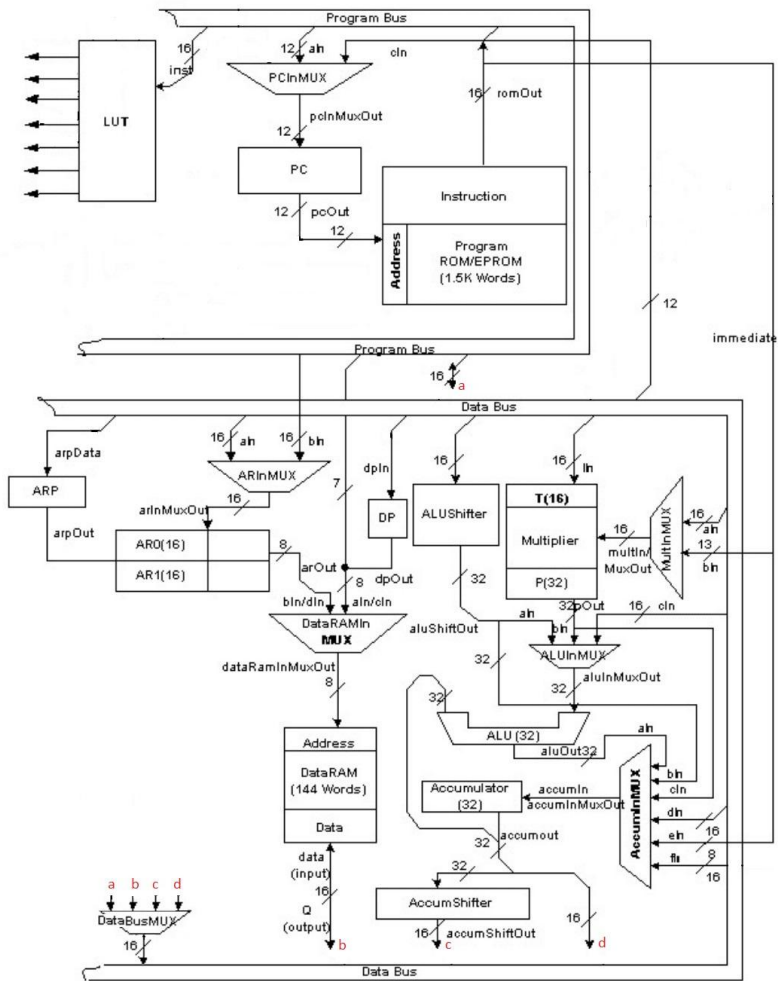 Program Bus
16
inst
LUT
12
aIn
cIn
PCInMUX
pcInMuxOut
12
PC
12
pcOut
12
16
romOut
Instruction
Address
Program
ROM/EPROM
(1.5K Words)
12
immediate
Program Bus
16
a
Data Bus
arpData
ARP
arpOut
16
aIn
16
bIn
ARInMUX
arInMuxOut
16
AR0(16)
AR1(16)
8
arOut
7
dpIn
DP
dpOut
8
bIn/dIn
aIn/cIn
DataRAMIn
MUX
dataRamInMuxOut
8
Address
DataRAM
(144 Words)
Data
data
(input)
16
Q
(output)
b
16
ALUShifter
32
aluShiftOut
16
IIn
T(16)
Multiplier
P(32)
16
multIn/
MuxOut
MultInMUX
16
aIn
13
bIn
32
pOut
aIn
bIn
16
cIn
ALUInMUX
32
32
aluInMuxOut
32
ALU (32)
aluOut
32
aIn
bIn
cIn
dIn
eIn
16
fIn
8
16
AccumInMUX
accumIn
accumInMuxOut
Accumulator
(32)
accumout
32
32
AccumShifter
16
accumShiftOut
c
16
d
a
b
c
d
DataBusMUX
16
Data Bus